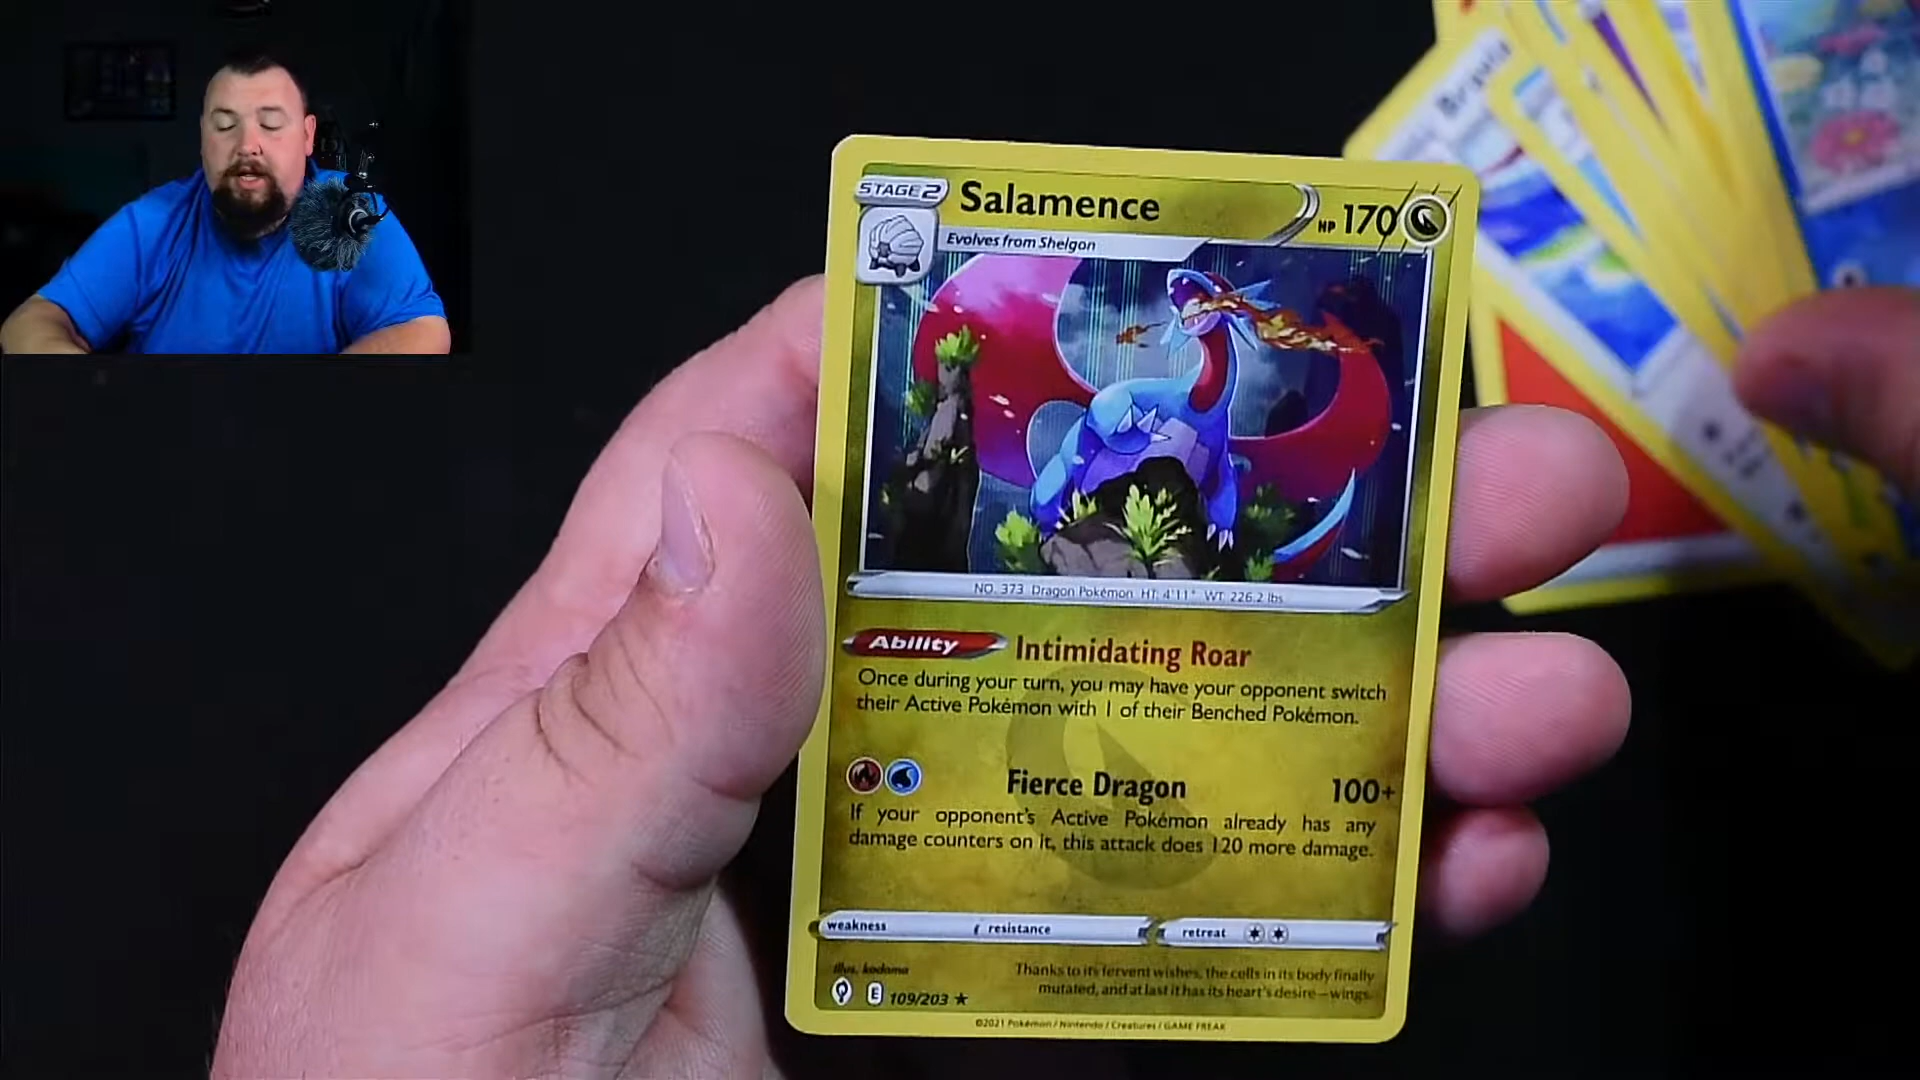 STAGE 2
Salamence
HP 170
Evolves from Shelgon
NO. 373 Dragon Pokémon HT: 4'11" WT: 226.2 lbs.
Ability Intimidating Roar
Once during your turn, you may have your opponent switch
their Active Pokémon with 1 of their Benched Pokémon.
Fierce Dragon 100+
If your opponent's Active Pokémon already has any
damage counters on it, this attack does 120 more damage.
weakness resistance retreat
Illus. kodama
Thanks to its fervent wishes, the cells in its body finally
mutated, and at last it has its heart's desire—wings.
E 109/203 ★
©2021 Pokémon / Nintendo / Creatures / GAME FREAK